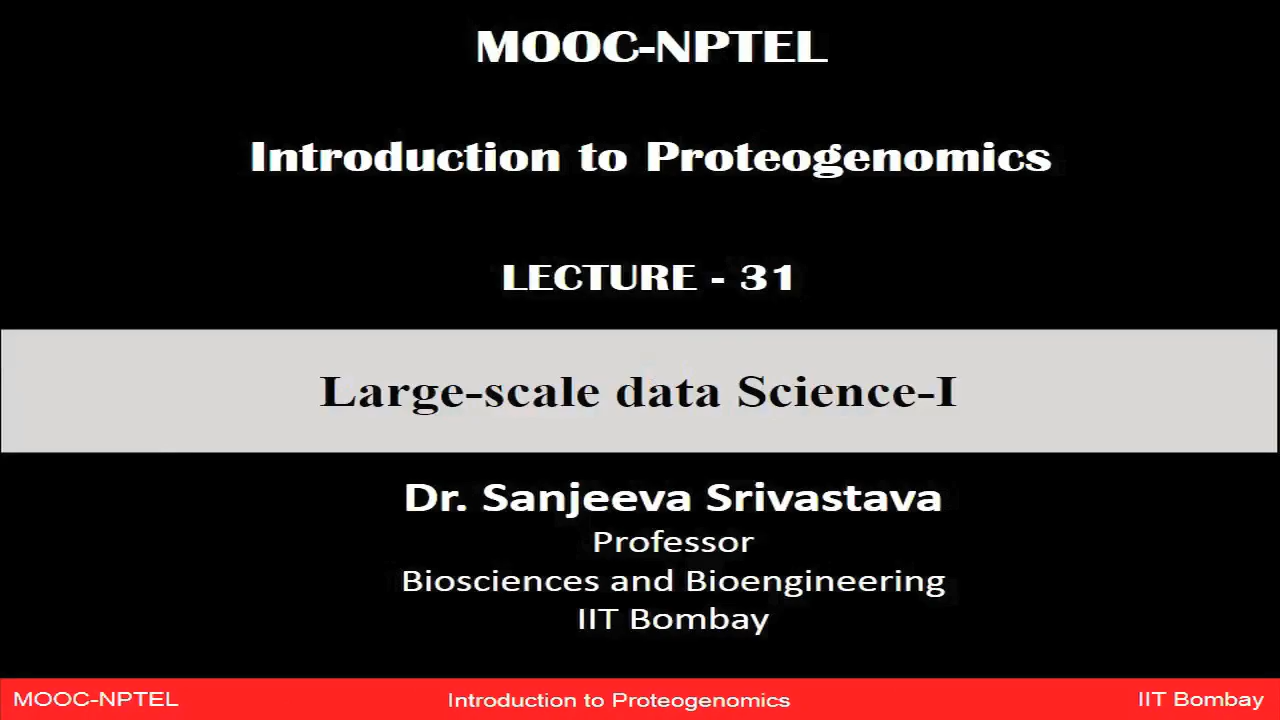 MOOC-NPTEL
Introduction to Proteogenomics
LECTURE - 31
Large-scale data Science-I
Dr. Sanjeeva Srivastava
Professor
Biosciences and Bioengineering
IIT Bombay
MOOC-NPTEL Introduction to Proteogenomics IIT Bombay